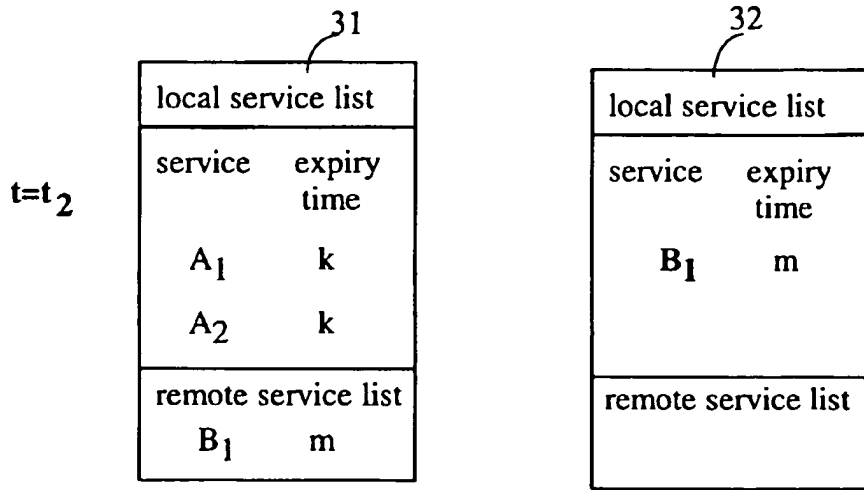 31
local service list
service expiry
time
A1 k
A2 k
remote service list
B1 m
t=t2
32
local service list
service expiry
time
B1 m
remote service list